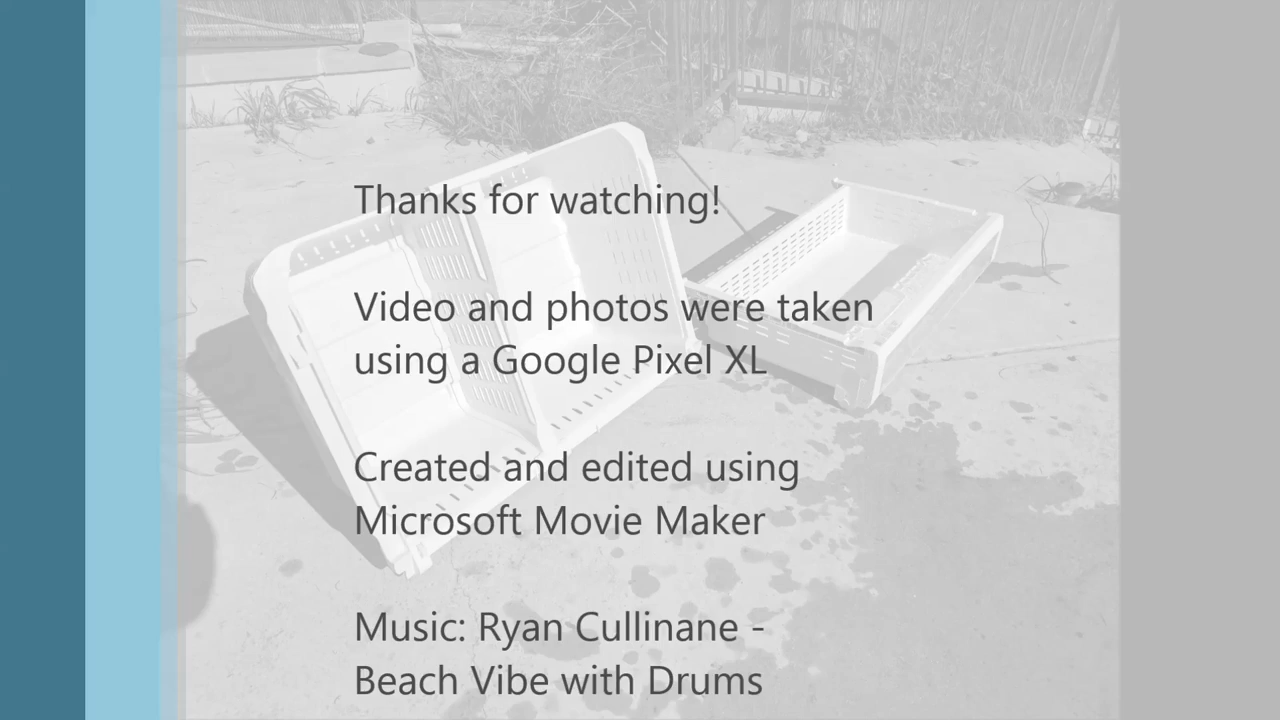 Thanks for watching!
Video and photos were taken
using a Google Pixel XL
Created and edited using
Microsoft Movie Maker
Music: Ryan Cullinane -
Beach Vibe with Drums